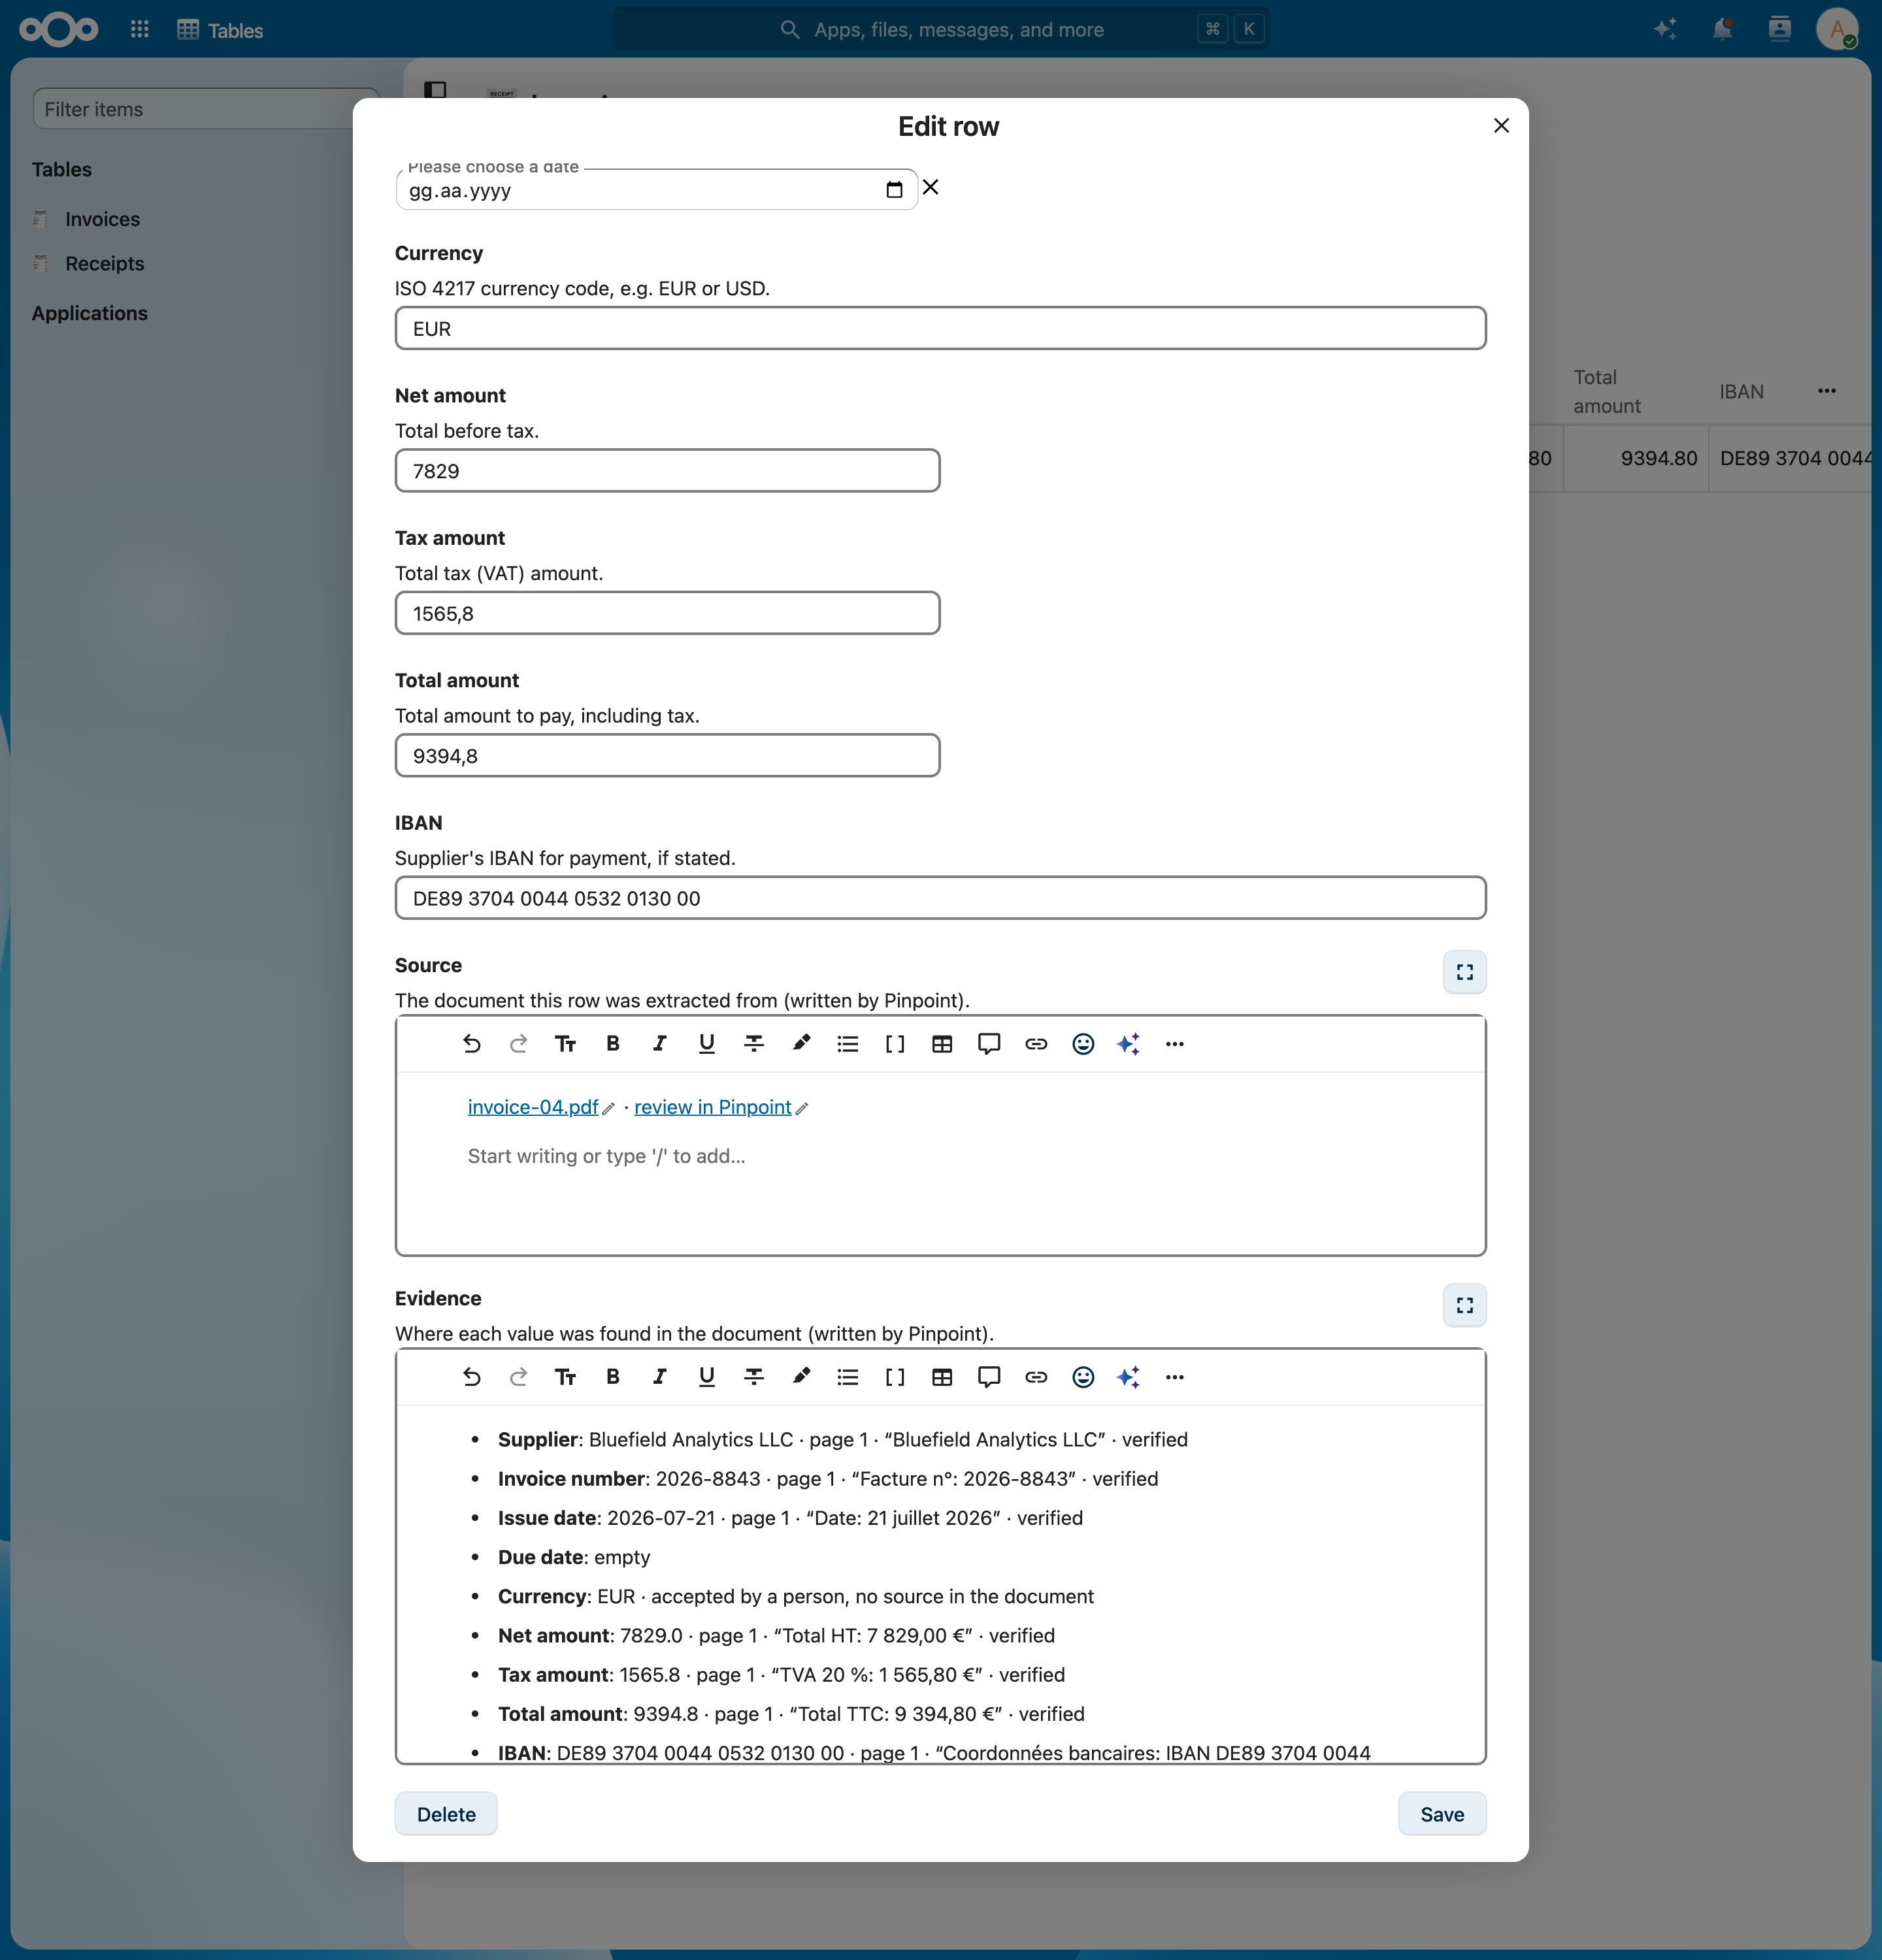 Tables
Apps, files, messages, and more
⌘ K
A
Filter items
Tables
Invoices
Receipts
Applications
RECEIPT
Edit row
Please choose a date
gg.aa.yyyy
Currency
ISO 4217 currency code, e.g. EUR or USD.
EUR
Net amount
Total before tax.
7829
Tax amount
Total tax (VAT) amount.
1565,8
Total amount
Total amount to pay, including tax.
9394,8
IBAN
Supplier's IBAN for payment, if stated.
DE89 3704 0044 0532 0130 00
Source
The document this row was extracted from (written by Pinpoint).
invoice-04.pdf · review in Pinpoint
Start writing or type '/' to add...
Evidence
Where each value was found in the document (written by Pinpoint).
• Supplier: Bluefield Analytics LLC · page 1 · “Bluefield Analytics LLC” · verified
• Invoice number: 2026-8843 · page 1 · “Facture n°: 2026-8843” · verified
• Issue date: 2026-07-21 · page 1 · “Date: 21 juillet 2026” · verified
• Due date: empty
• Currency: EUR · accepted by a person, no source in the document
• Net amount: 7829.0 · page 1 · “Total HT: 7 829,00 €” · verified
• Tax amount: 1565.8 · page 1 · “TVA 20 %: 1 565,80 €” · verified
• Total amount: 9394.8 · page 1 · “Total TTC: 9 394,80 €” · verified
• IBAN: DE89 3704 0044 0532 0130 00 · page 1 · “Coordonnées bancaires: IBAN DE89 3704 0044
Delete
Save
Total
amount
IBAN
80
9394.80
DE89 3704 0044